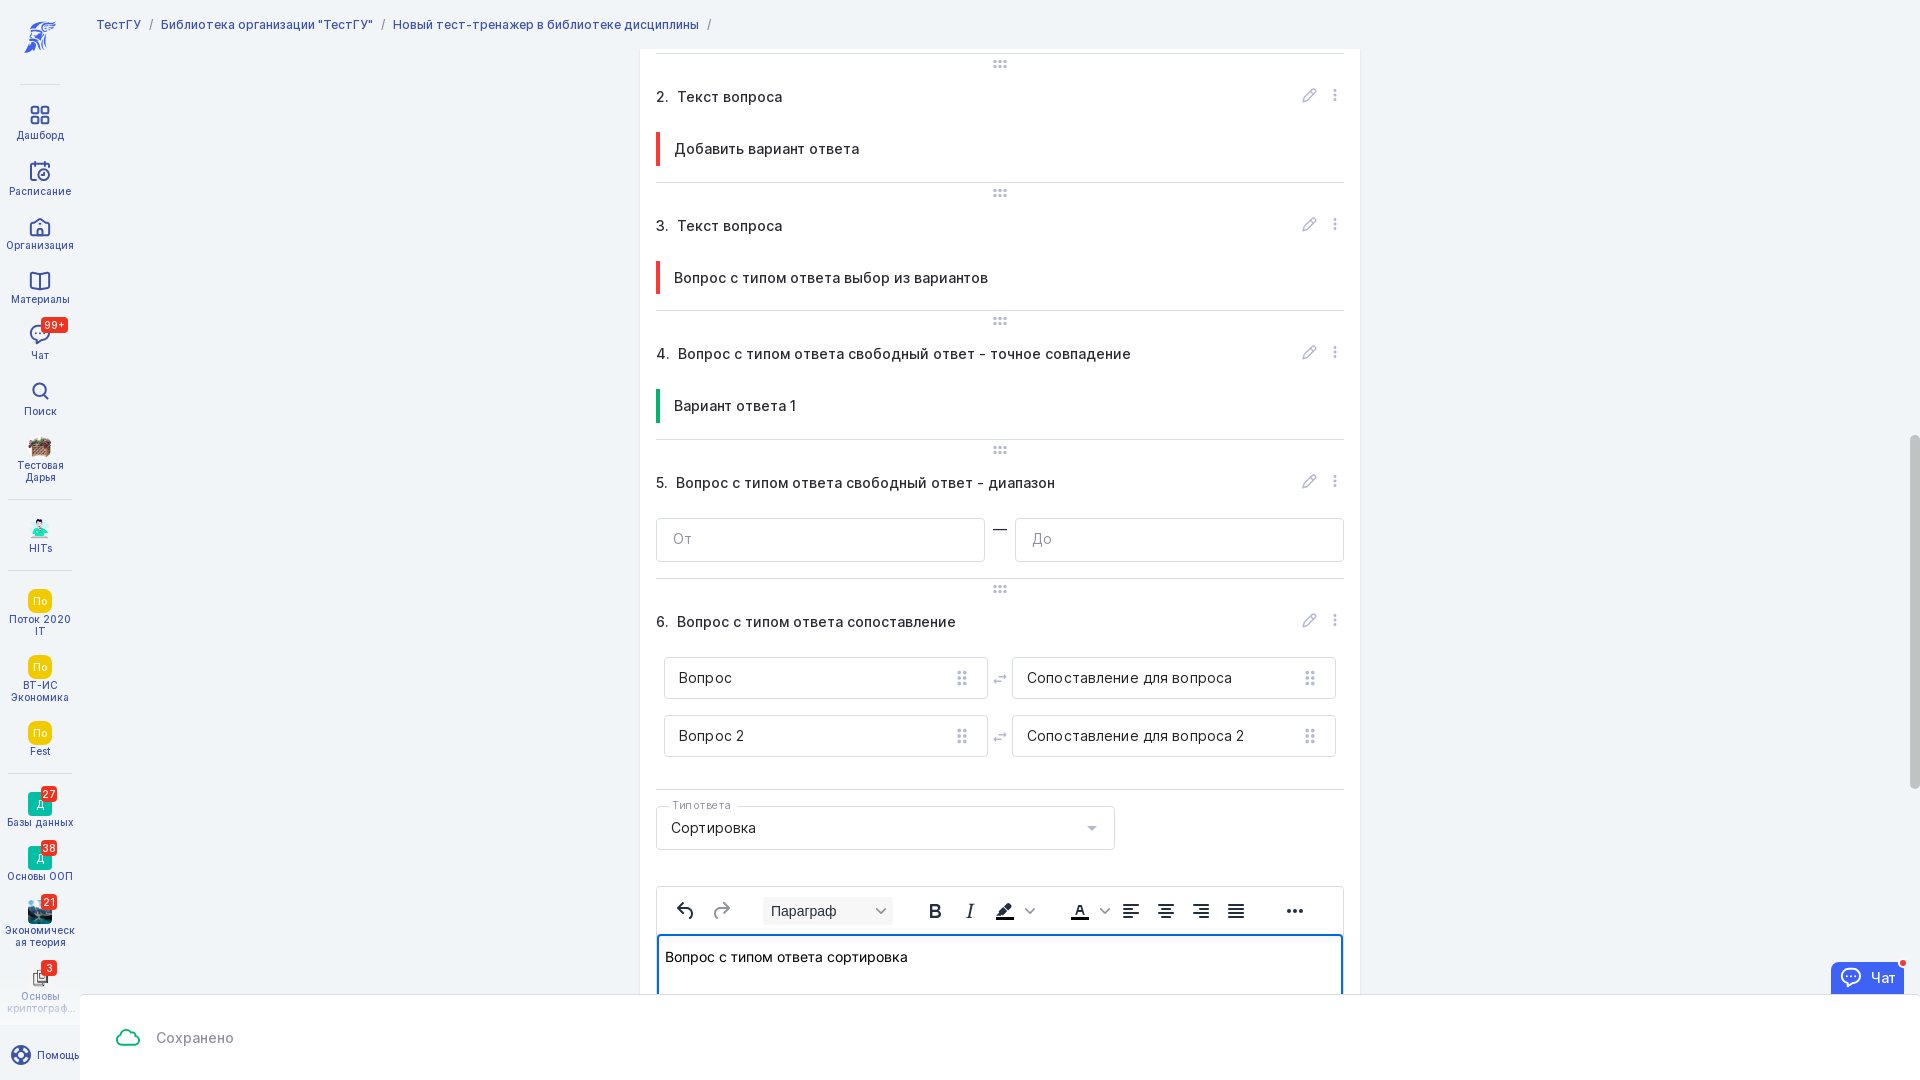 ТестГУ / Библиотека организации "ТестГУ" / Новый тест-тренажер в библиотеке дисциплины /
Дашборд
Расписание
Организация
Материалы
99+
Чат
Поиск
Тестовая
Дарья
HITs
По
Поток 2020
IT
По
ВТ-ИС
Экономика
По
Fest
27
Д
Базы данных
38
Д
Основы ООП
21
Экономическ
ая теория
3
Основы
криптограф...
Помощь
2. Текст вопроса
Добавить вариант ответа
3. Текст вопроса
Вопрос с типом ответа выбор из вариантов
4. Вопрос с типом ответа свободный ответ - точное совпадение
Вариант ответа 1
5. Вопрос с типом ответа свободный ответ - диапазон
От — До
6. Вопрос с типом ответа сопоставление
Вопрос Сопоставление для вопроса
Вопрос 2 Сопоставление для вопроса 2
Тип ответа
Сортировка
Параграф B I A
Вопрос с типом ответа сортировка
Чат
Сохранено